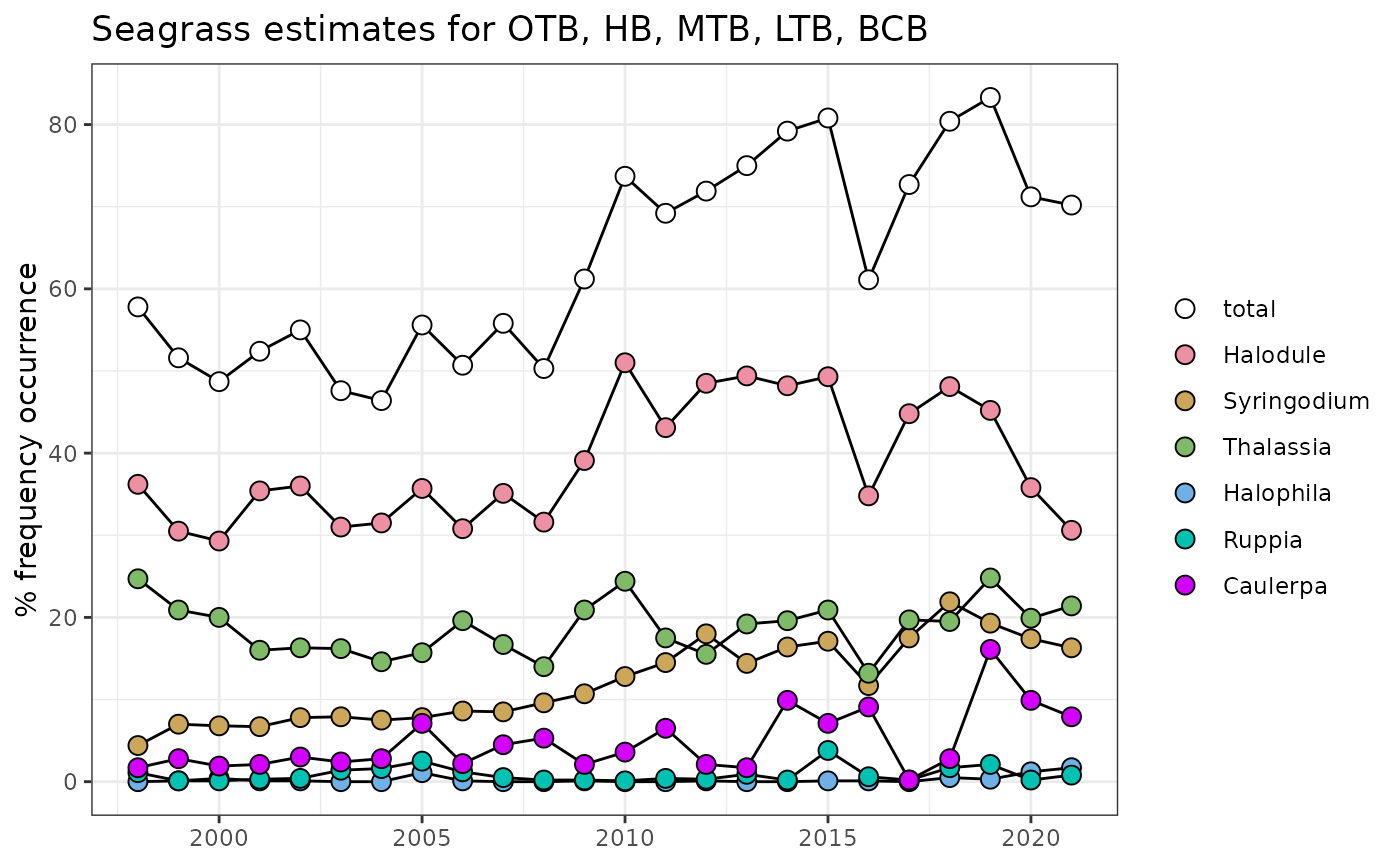 Seagrass estimates for OTB, HB, MTB, LTB, BCB
% frequency occurrence
80
60
40
20
0
2000
2005
2010
2015
2020
total
Halodule
Syringodium
Thalassia
Halophila
Ruppia
Caulerpa